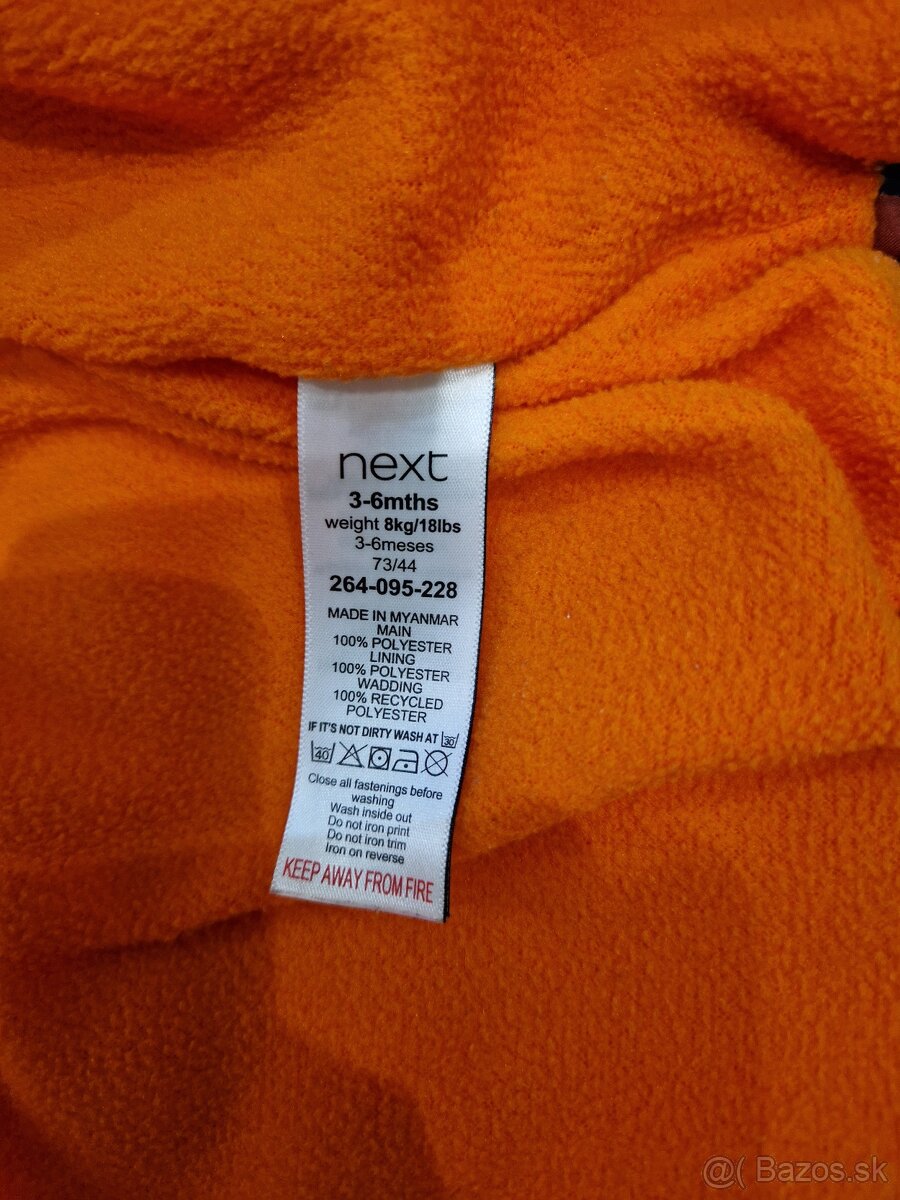 next
3-6mths
weight 8kg/18lbs
3-6meses
73/44
264-095-228
MADE IN MYANMAR
MAIN
100% POLYESTER
LINING
100% POLYESTER
WADDING
100% RECYCLED
POLYESTER
IF IT'S NOT DIRTY WASH AT 30
40
Close all fastenings before
washing
Wash inside out
Do not iron print
Do not iron trim
Iron on reverse
KEEP AWAY FROM FIRE
@( Bazos.sk